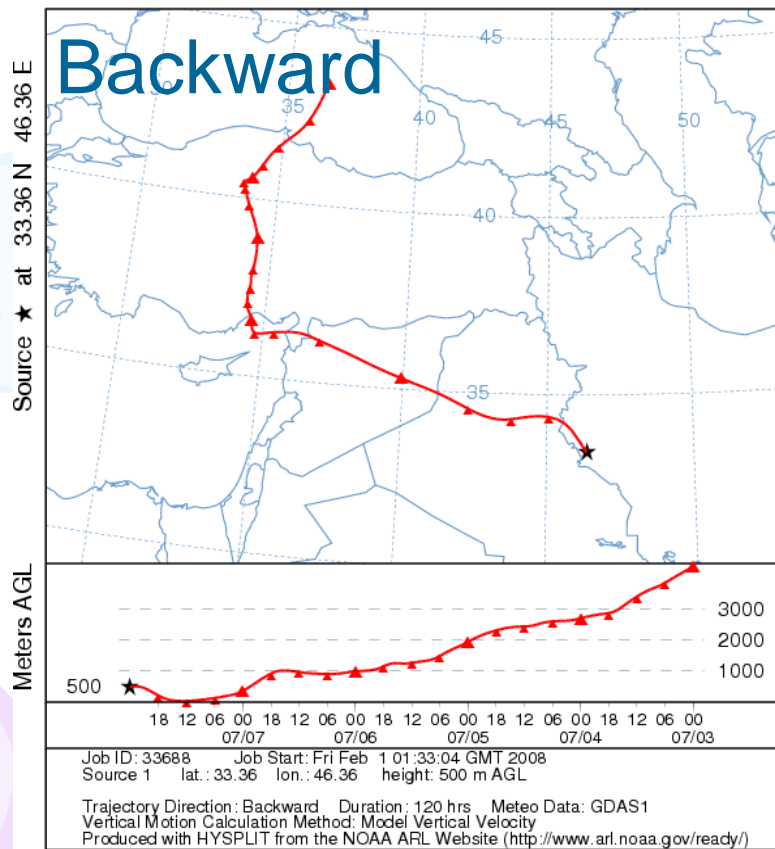 Backward
Source ★ at 33.36 N 46.36 E
45
30
35
40
45
50
40
35
Meters AGL
3000
2000
1000
500
18 12 06 00 18 12 06 00 18 12 06 00 18 12 06 00 18 12 06 00
07/07 07/06 07/05 07/04 07/03
Job ID: 33688 Job Start: Fri Feb 1 01:33:04 GMT 2008
Source 1 lat.: 33.36 lon.: 46.36 height: 500 m AGL
Trajectory Direction: Backward Duration: 120 hrs Meteo Data: GDAS1
Vertical Motion Calculation Method: Model Vertical Velocity
Produced with HYSPLIT from the NOAA ARL Website (http://www.arl.noaa.gov/ready/)